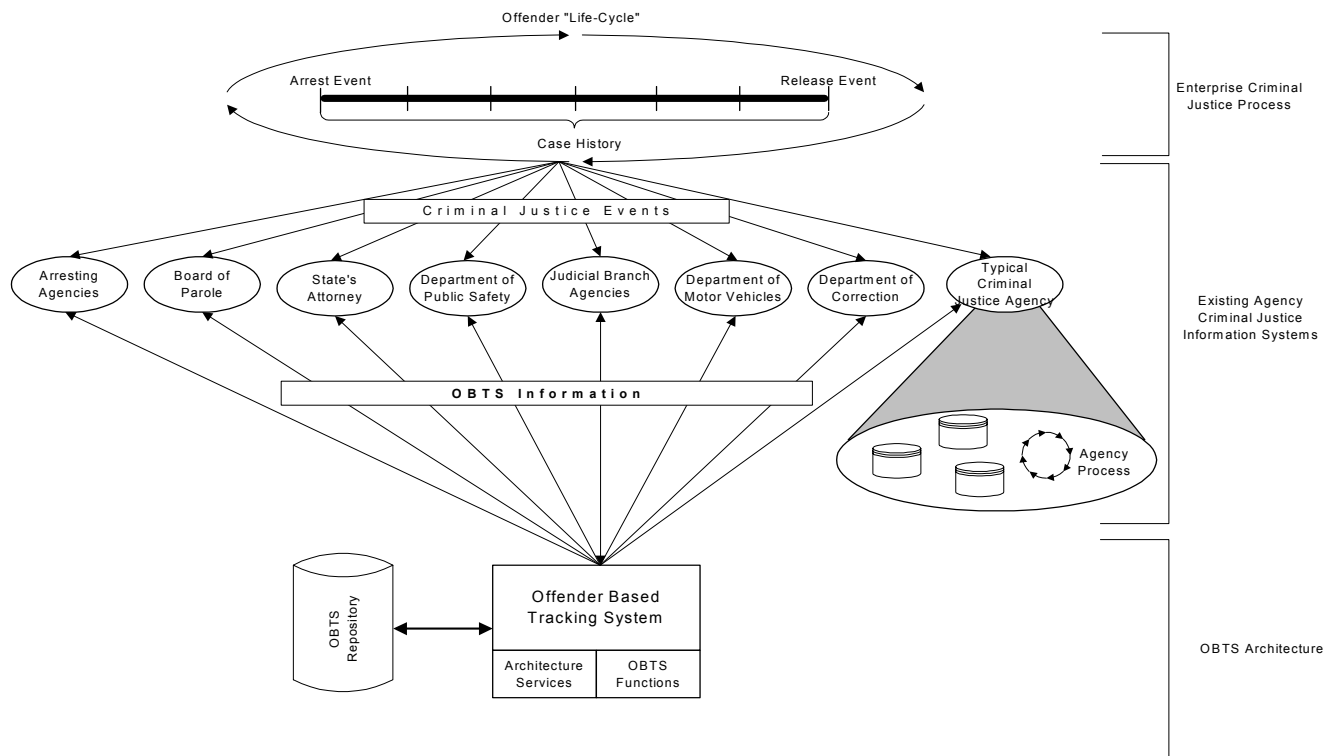 Offender "Life-Cycle"
Arrest Event
Release Event
Case History
Enterprise Criminal
Justice Process
Criminal Justice Events
Arresting
Agencies
Board of
Parole
State's
Attorney
Department of
Public Safety
Judicial Branch
Agencies
Department of
Motor Vehicles
Department of
Correction
Typical
Criminal
Justice Agency
Existing Agency
Criminal Justice
Information Systems
OBTS Information
Agency
Process
OBTS
Repository
Offender Based
Tracking System
Architecture
Services
OBTS
Functions
OBTS Architecture